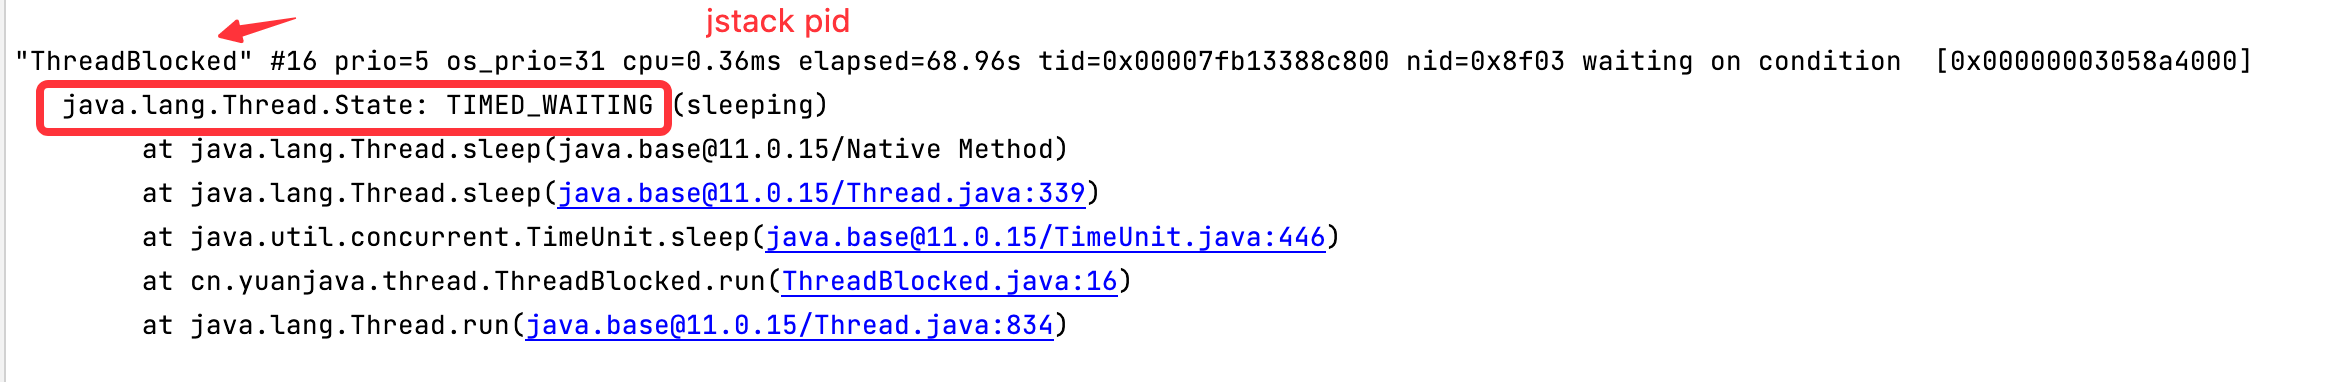 jstack pid
"ThreadBlocked" #16 prio=5 os_prio=31 cpu=0.36ms elapsed=68.96s tid=0x00007fb13388c800 nid=0x8f03 waiting on condition  [0x00000003058a4000]
java.lang.Thread.State: TIMED_WAITING (sleeping)
at java.lang.Thread.sleep(java.base@11.0.15/Native Method)
at java.lang.Thread.sleep(java.base@11.0.15/Thread.java:339)
at java.util.concurrent.TimeUnit.sleep(java.base@11.0.15/TimeUnit.java:446)
at cn.yuanjava.thread.ThreadBlocked.run(ThreadBlocked.java:16)
at java.lang.Thread.run(java.base@11.0.15/Thread.java:834)